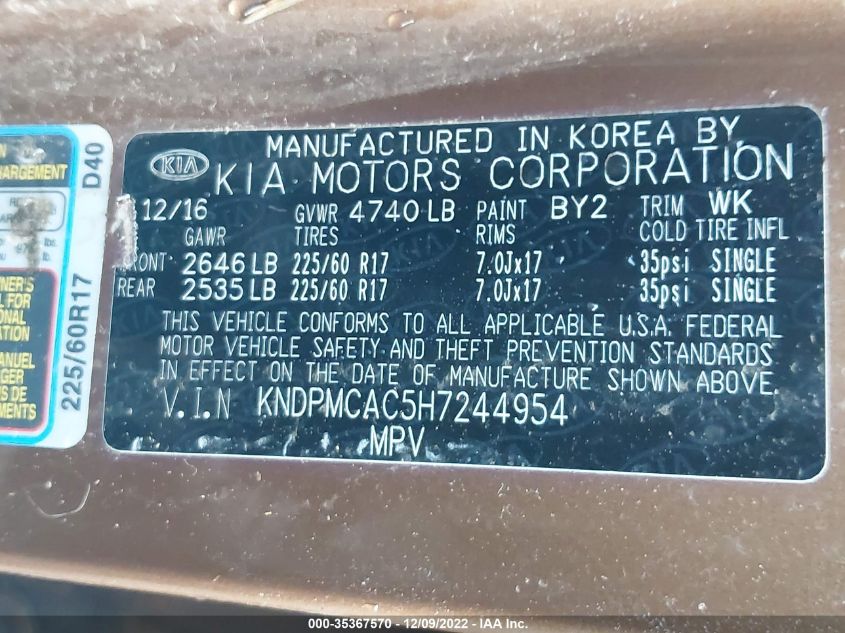 MANUFACTURED IN KOREA BY
KIA KIA MOTORS CORPORATION
12/16 GVWR 4740 LB PAINT BY2 TRIM WK
GAWR TIRES RIMS COLD TIRE INFL
FRONT 2646 LB 225/60 R17 7.0Jx17 35psi SINGLE
REAR 2535 LB 225/60 R17 7.0Jx17 35psi SINGLE
THIS VEHICLE CONFORMS TO ALL APPLICABLE U.S.A. FEDERAL
MOTOR VEHICLE SAFETY AND THEFT PREVENTION STANDARDS
IN EFFECT ON THE DATE OF MANUFACTURE SHOWN ABOVE.
V.I.N KNDPMCAC5H7244954
MPV
D40
225/60R17
000-35367570 - 12/09/2022 - IAA Inc.